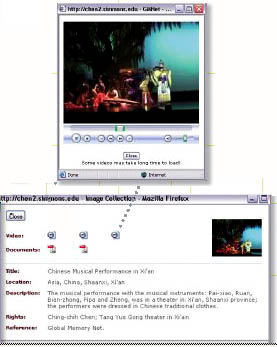 http://chen2.simmons.edu - GMNet - ...
Close
Some videos may take long time to load!
Done
Internet
http://chen2.simmons.edu - Image Collection - Mozilla Firefox
Close
Video:
Documents:
Title: Chinese Musical Performance in Xi'an
Location: Asia, China, Shaanxi, Xi'an
Description: The musical performance with the musical instruments: Pai-xiao, Ruan,
Bian-zhong, Pipa and Zheng, was in a theater in Xi'an, Shaanxi province;
the performers were dressed in Chinese traditional clothes.
Rights: Ching-chih Chen; Tang Yue Gong theater in Xi'an
Reference: Global Memory Net.